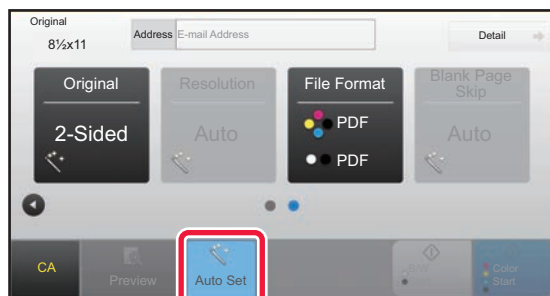 Original
8½x11
Address E-mail Address
Detail
Original
2-Sided
Resolution
Auto
File Format
PDF
PDF
Blank Page
Skip
Auto
CA
Preview
Auto Set
B/W
Start
Color
Start